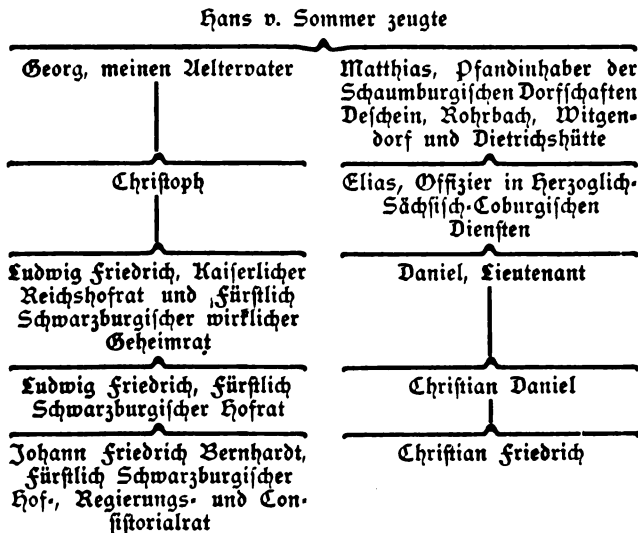 Hans v. Sommer zeugte
Georg, meinen Aeltervater
Christoph
Ludwig Friedrich, Kaiserlicher
Reichshofrat und Fürstlich
Schwarzburgischer wirklicher
Geheimrat
Ludwig Friedrich, Fürstlich
Schwarzburgischer Hofrat
Johann Friedrich Bernhardt,
Fürstlich Schwarzburgischer
Hof-, Regierungs- und Con-
sistorialrat
Matthias, Pfandinhaber der
Schaumburgischen Dorfschaften
Deschein, Rohrbach, Witgen-
dorf und Dietrichshütte
Elias, Offizier in Herzoglich-
Sächsisch-Coburgischen
Diensten
Daniel, Lieutenant
Christian Daniel
Christian Friedrich